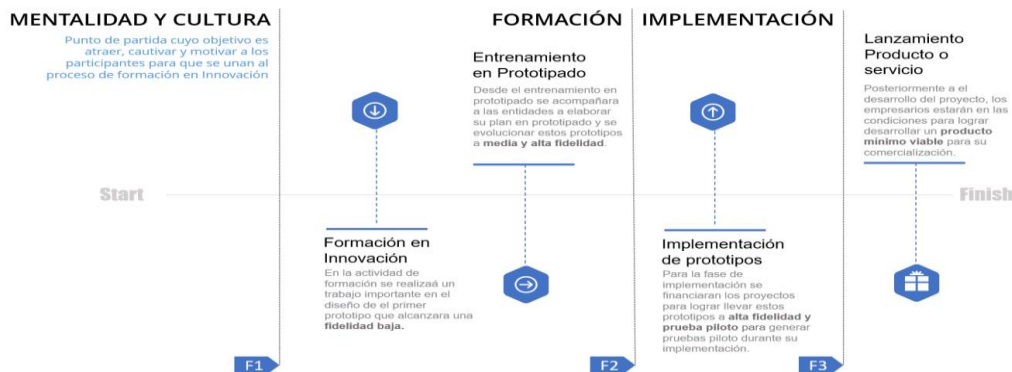 MENTALIDAD Y CULTURA
Punto de partida cuyo objetivo es
atraer, cautivar y motivar a los
participantes para que se unan al
proceso de formación en Innovación
FORMACIÓN
IMPLEMENTACIÓN
Entrenamiento
en Prototipado
Desde el entrenamiento en
prototipado se acompañara
a las entidades a elaborar
su plan en prototipado y se
evolucionar estos prototipos
a media y alta fidelidad.
Lanzamiento
Producto o
servicio
Posteriormente a el
desarrollo del proyecto, los
empresarios estarán en las
condiciones para lograr
desarrollar un producto
mínimo viable para su
comercialización.
Start
Finish
Formación en
Innovación
En la actividad de
formación se realizaá un
trabajo importante en el
diseño de el primer
prototipo que alcanzara una
fidelidad baja.
Implementación
de prototipos
Para la fase de
implementación se
financiaran los proyectos
para lograr llevar estos
prototipos a alta fidelidad y
prueba piloto para generar
pruebas piloto durante su
implementación.
F1
F2
F3